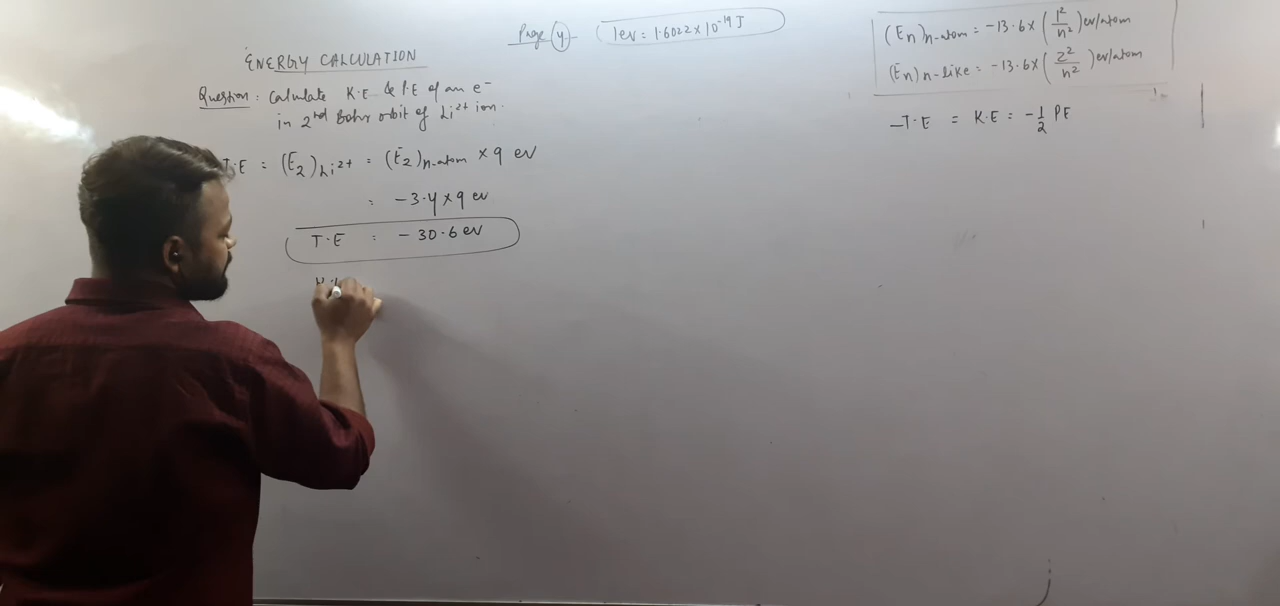 Page (4) 1ev = 1.6022 × 10⁻¹⁹ J
ENERGY CALCULATION
Question : Calculate K.E & P.E of an e⁻
in 2nd Bohr orbit of Li²⁺ ion.
T.E = (E₂)Li²⁺ = (E₂)H-atom × 9 ev
= -3.4 × 9 ev
T.E = -30.6 ev
(En)H-atom = -13.6 × (1²/n²) ev/atom
(En)H-like = -13.6 × (Z²/n²) ev/atom
-T.E = K.E = -1/2 PE